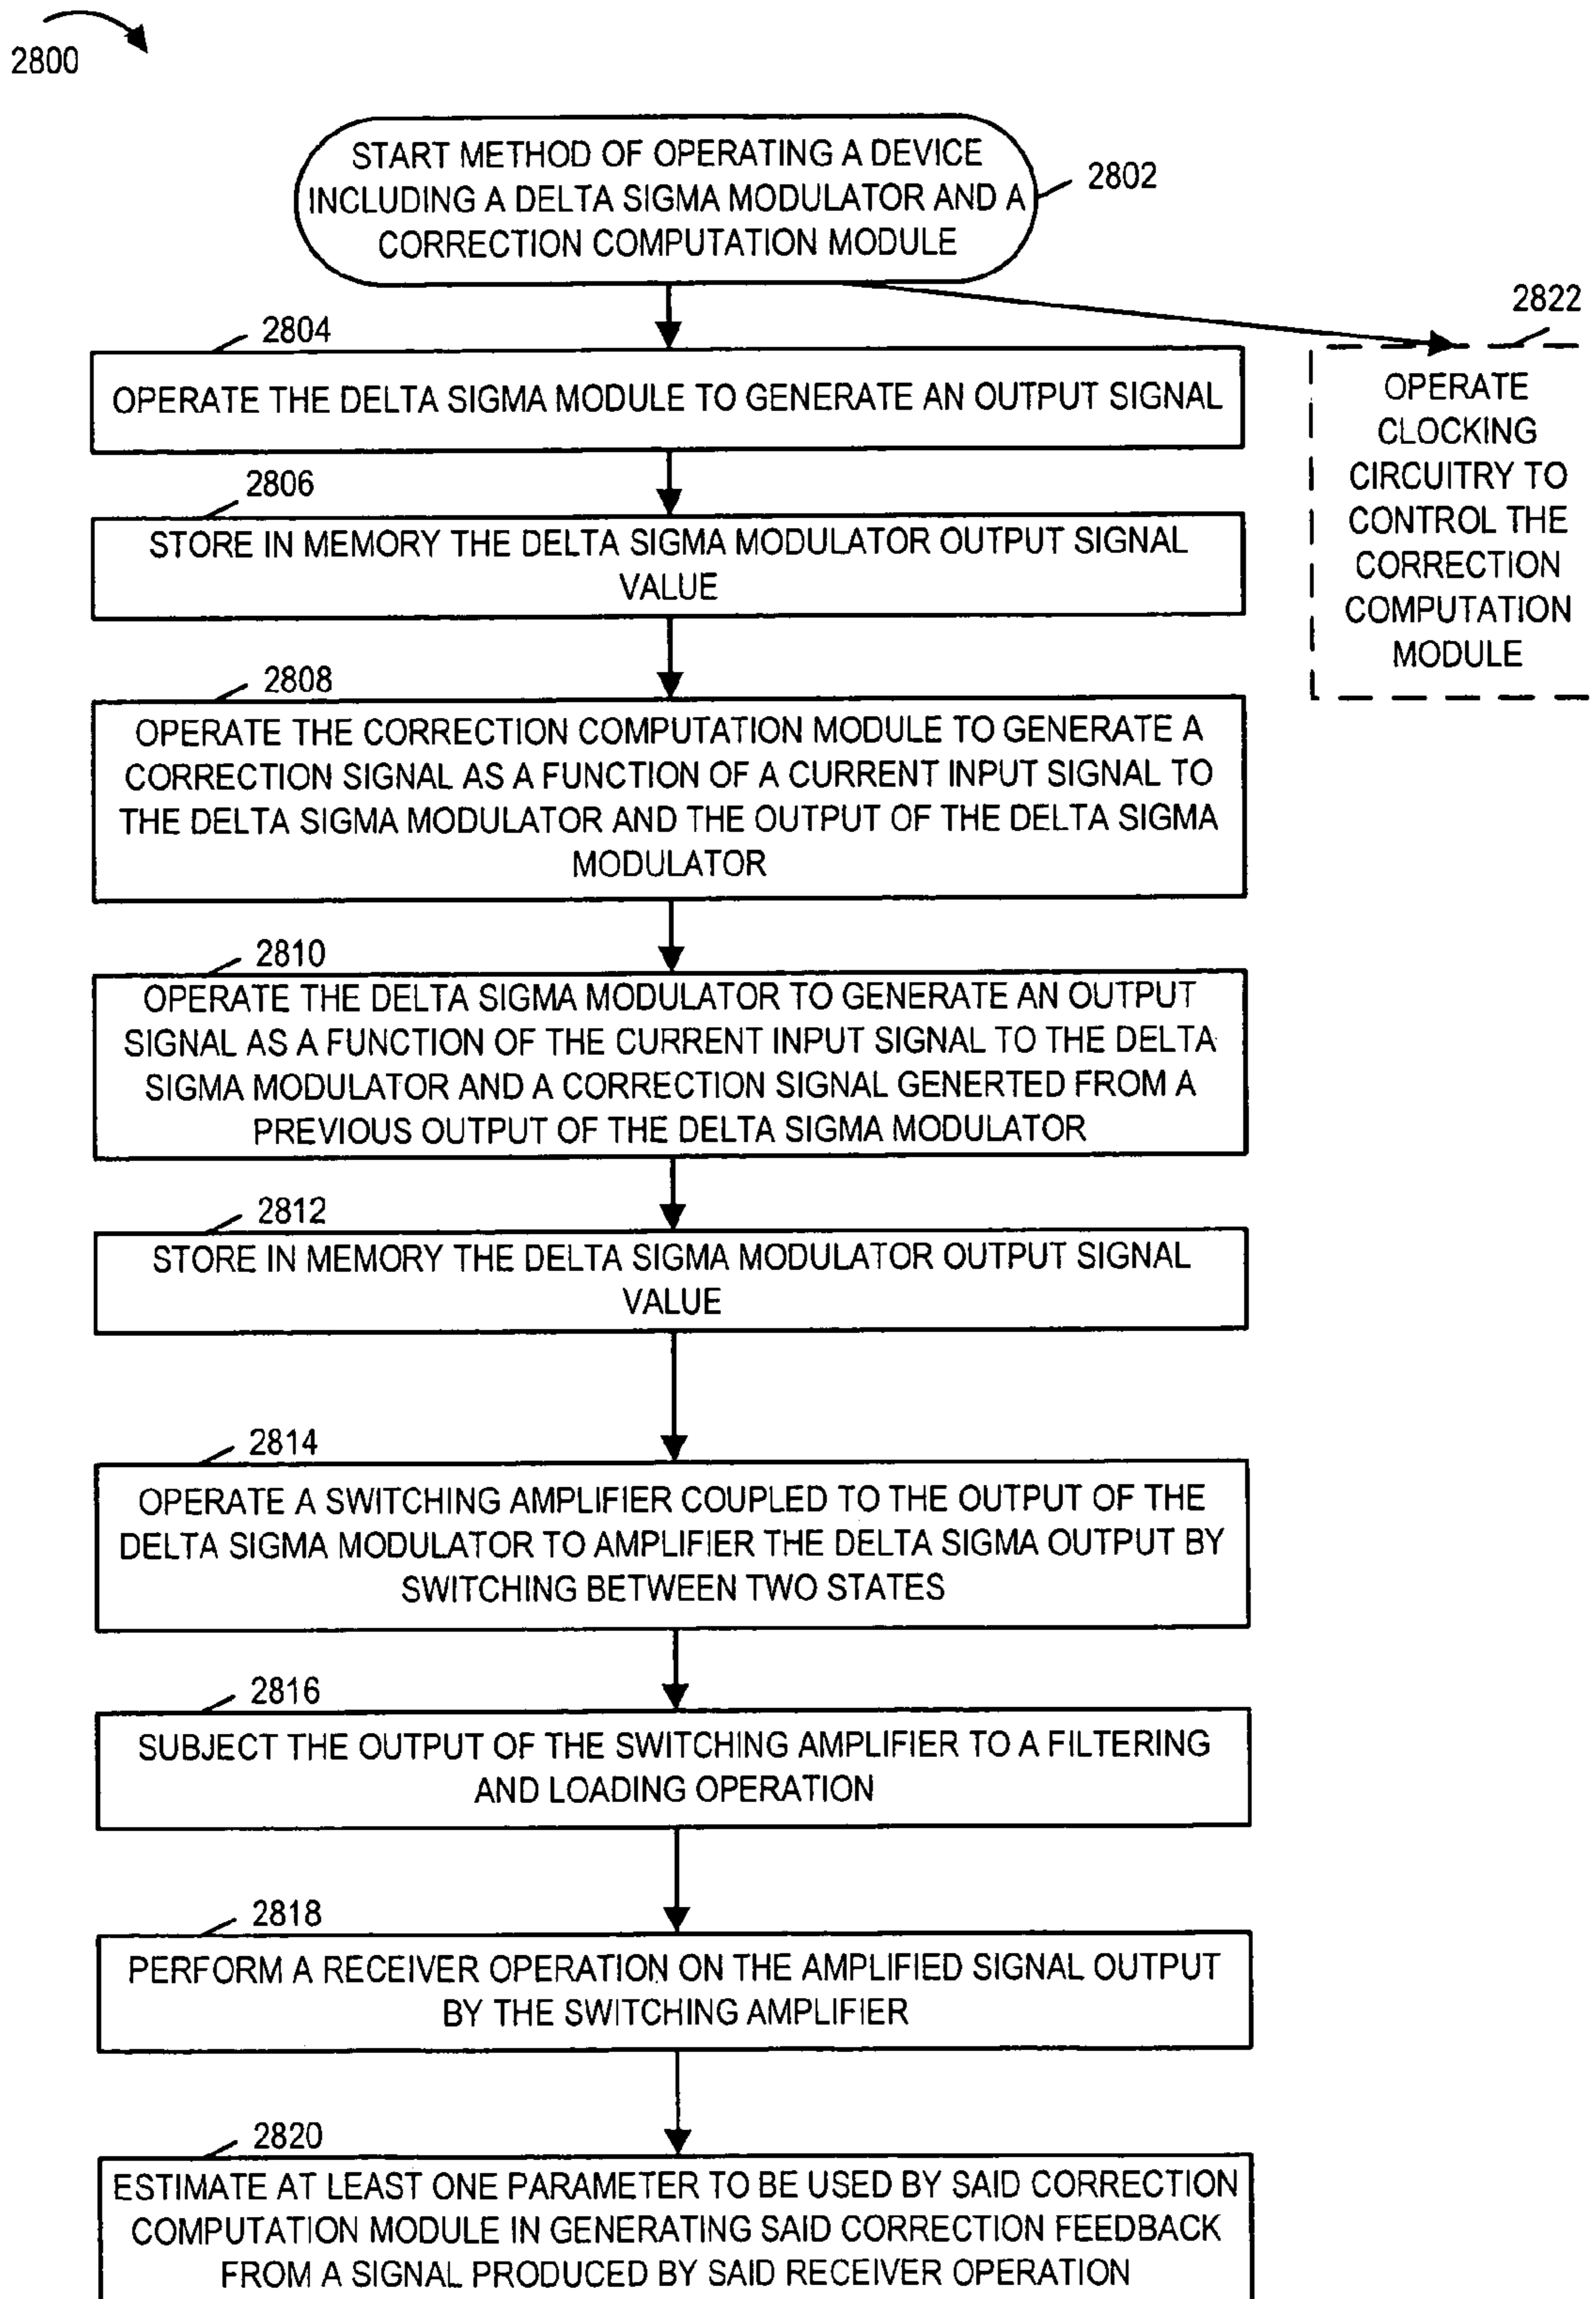 2800
START METHOD OF OPERATING A DEVICE
INCLUDING A DELTA SIGMA MODULATOR AND A
CORRECTION COMPUTATION MODULE
2802
2804
OPERATE THE DELTA SIGMA MODULE TO GENERATE AN OUTPUT SIGNAL
2822
OPERATE
CLOCKING
CIRCUITRY TO
CONTROL THE
CORRECTION
COMPUTATION
MODULE
2806
STORE IN MEMORY THE DELTA SIGMA MODULATOR OUTPUT SIGNAL
VALUE
2808
OPERATE THE CORRECTION COMPUTATION MODULE TO GENERATE A
CORRECTION SIGNAL AS A FUNCTION OF A CURRENT INPUT SIGNAL TO
THE DELTA SIGMA MODULATOR AND THE OUTPUT OF THE DELTA SIGMA
MODULATOR
2810
OPERATE THE DELTA SIGMA MODULATOR TO GENERATE AN OUTPUT
SIGNAL AS A FUNCTION OF THE CURRENT INPUT SIGNAL TO THE DELTA
SIGMA MODULATOR AND A CORRECTION SIGNAL GENERTED FROM A
PREVIOUS OUTPUT OF THE DELTA SIGMA MODULATOR
2812
STORE IN MEMORY THE DELTA SIGMA MODULATOR OUTPUT SIGNAL
VALUE
2814
OPERATE A SWITCHING AMPLIFIER COUPLED TO THE OUTPUT OF THE
DELTA SIGMA MODULATOR TO AMPLIFIER THE DELTA SIGMA OUTPUT BY
SWITCHING BETWEEN TWO STATES
2816
SUBJECT THE OUTPUT OF THE SWITCHING AMPLIFIER TO A FILTERING
AND LOADING OPERATION
2818
PERFORM A RECEIVER OPERATION ON THE AMPLIFIED SIGNAL OUTPUT
BY THE SWITCHING AMPLIFIER
2820
ESTIMATE AT LEAST ONE PARAMETER TO BE USED BY SAID CORRECTION
COMPUTATION MODULE IN GENERATING SAID CORRECTION FEEDBACK
FROM A SIGNAL PRODUCED BY SAID RECEIVER OPERATION